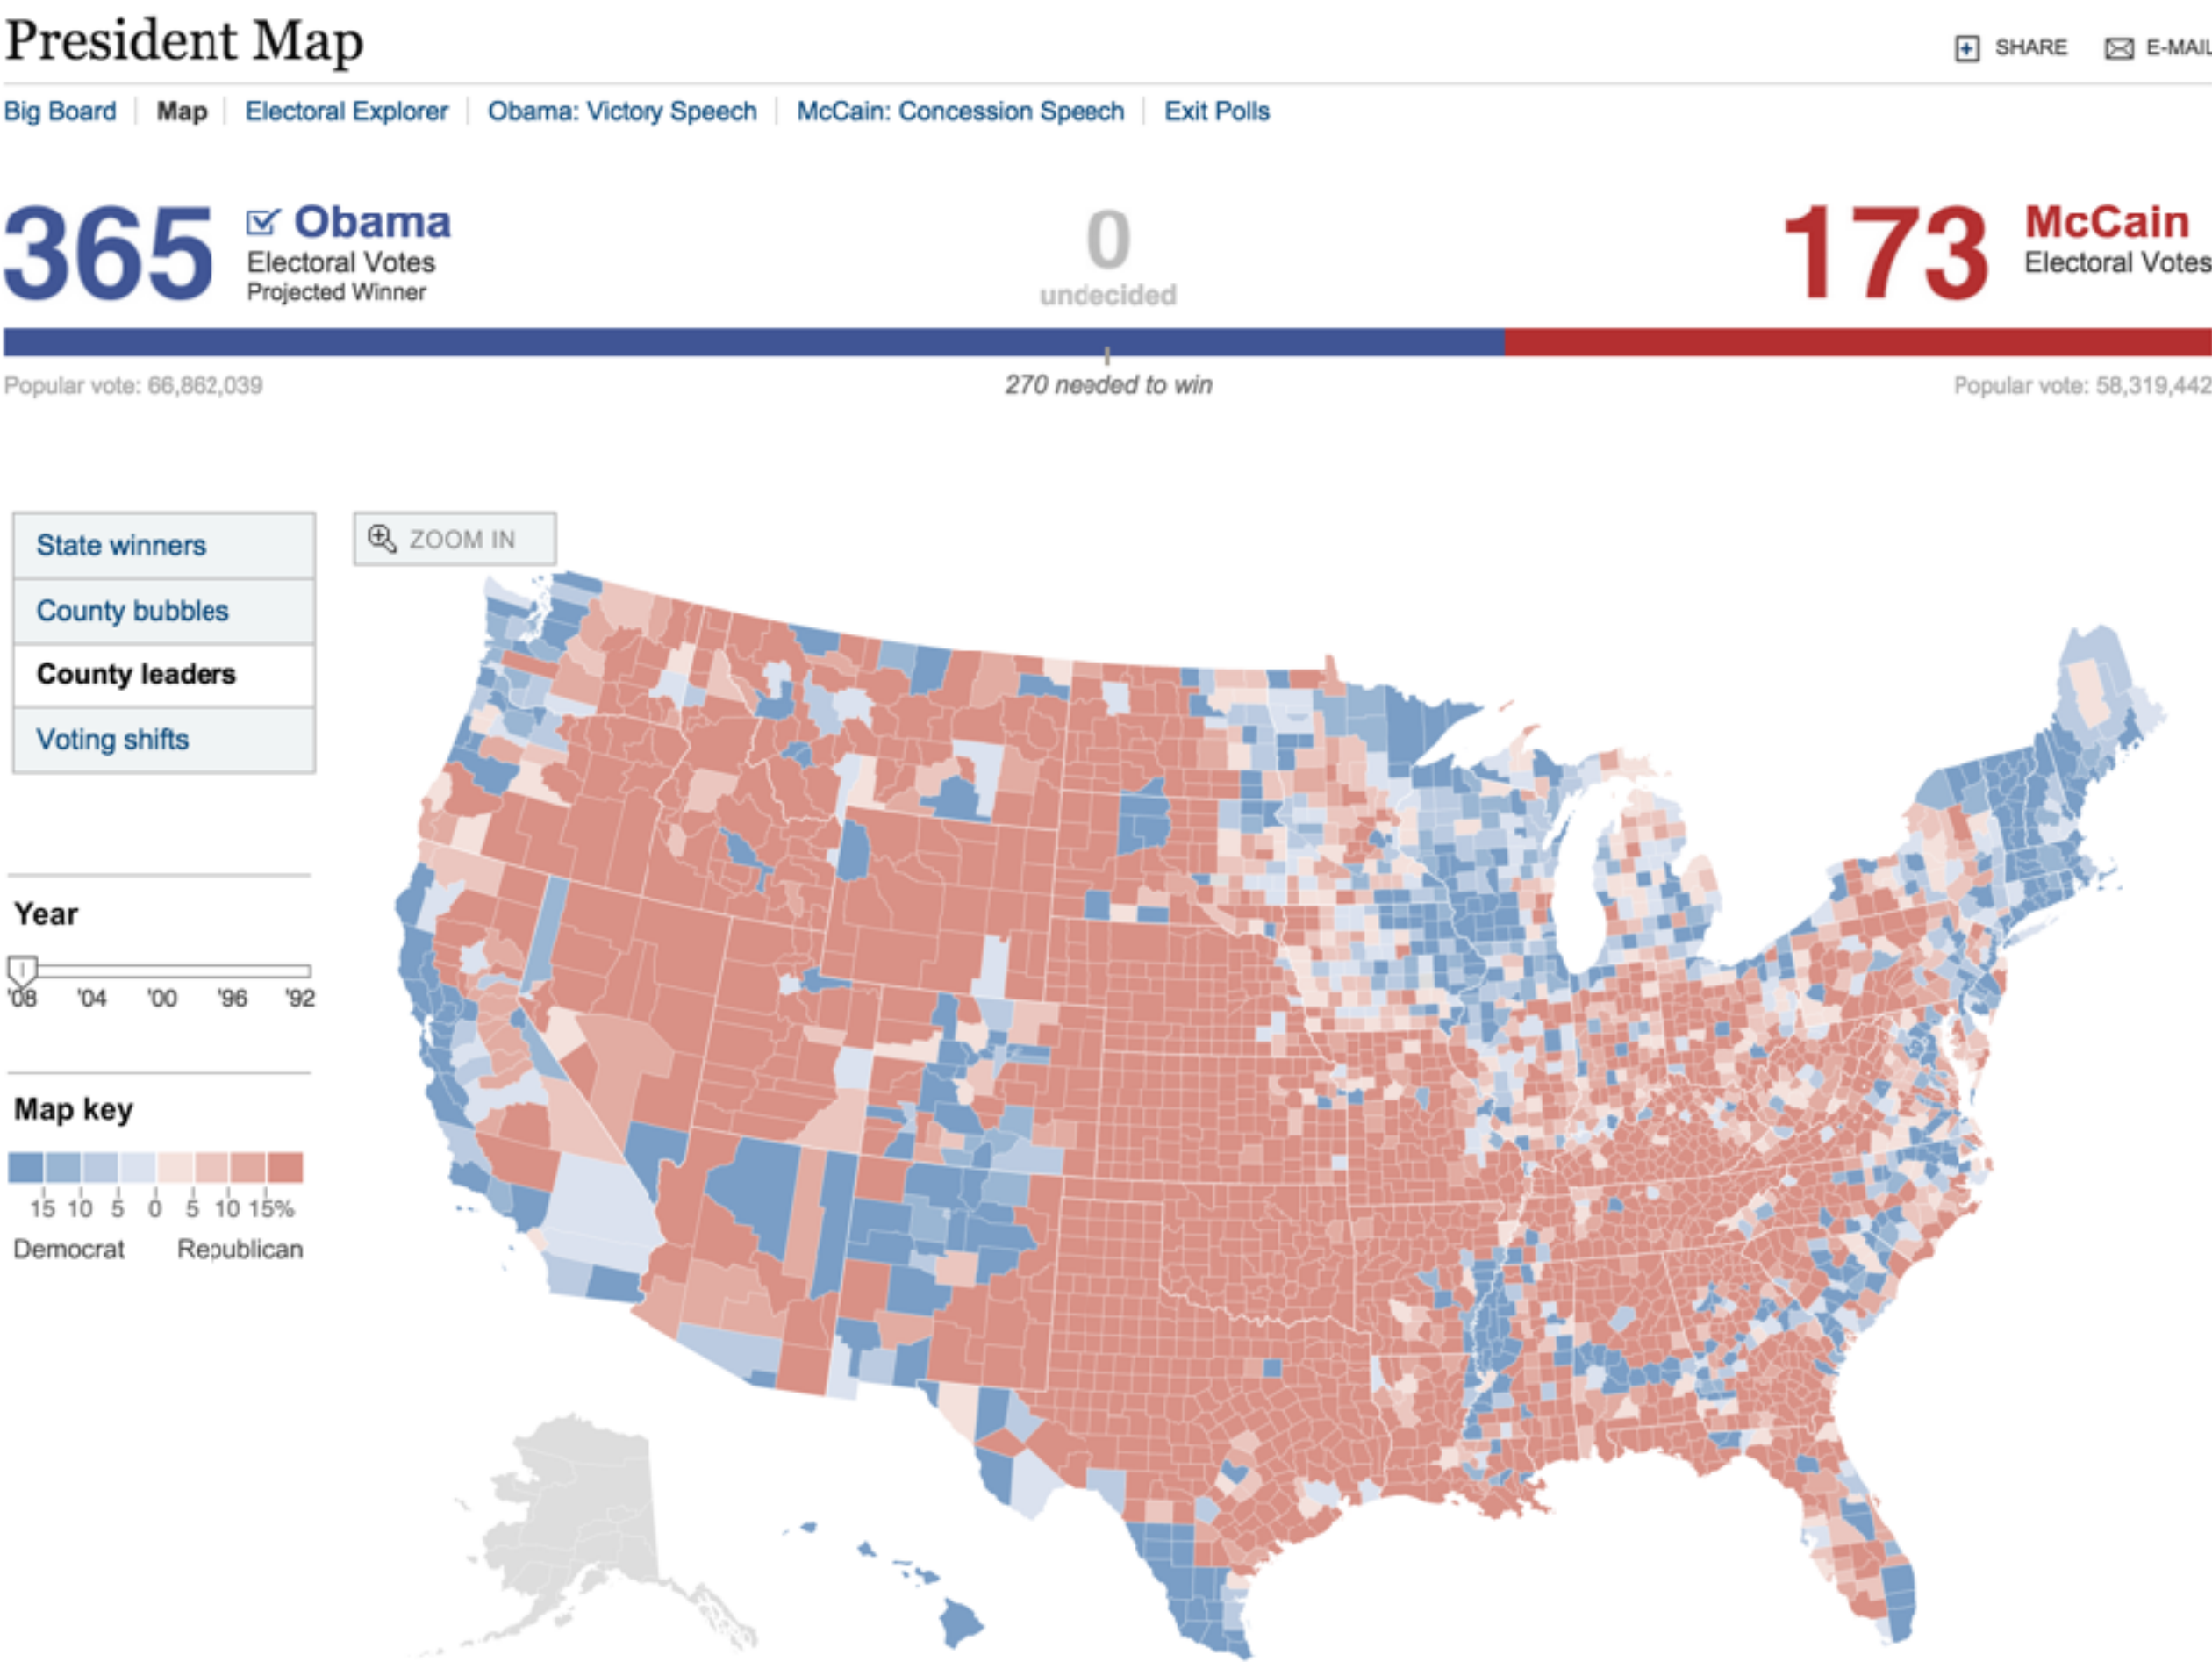 President Map
SHARE E-MAIL
Big Board Map Electoral Explorer Obama: Victory Speech McCain: Concession Speech Exit Polls
365 Obama
Electoral Votes
Projected Winner
0
undecided
173 McCain
Electoral Votes
Popular vote: 66,862,039
270 needed to win
Popular vote: 58,319,442
State winners
County bubbles
County leaders
Voting shifts
ZOOM IN
Year
'08 '04 '00 '96 '92
Map key
15 10 5 0 5 10 15%
Democrat Republican